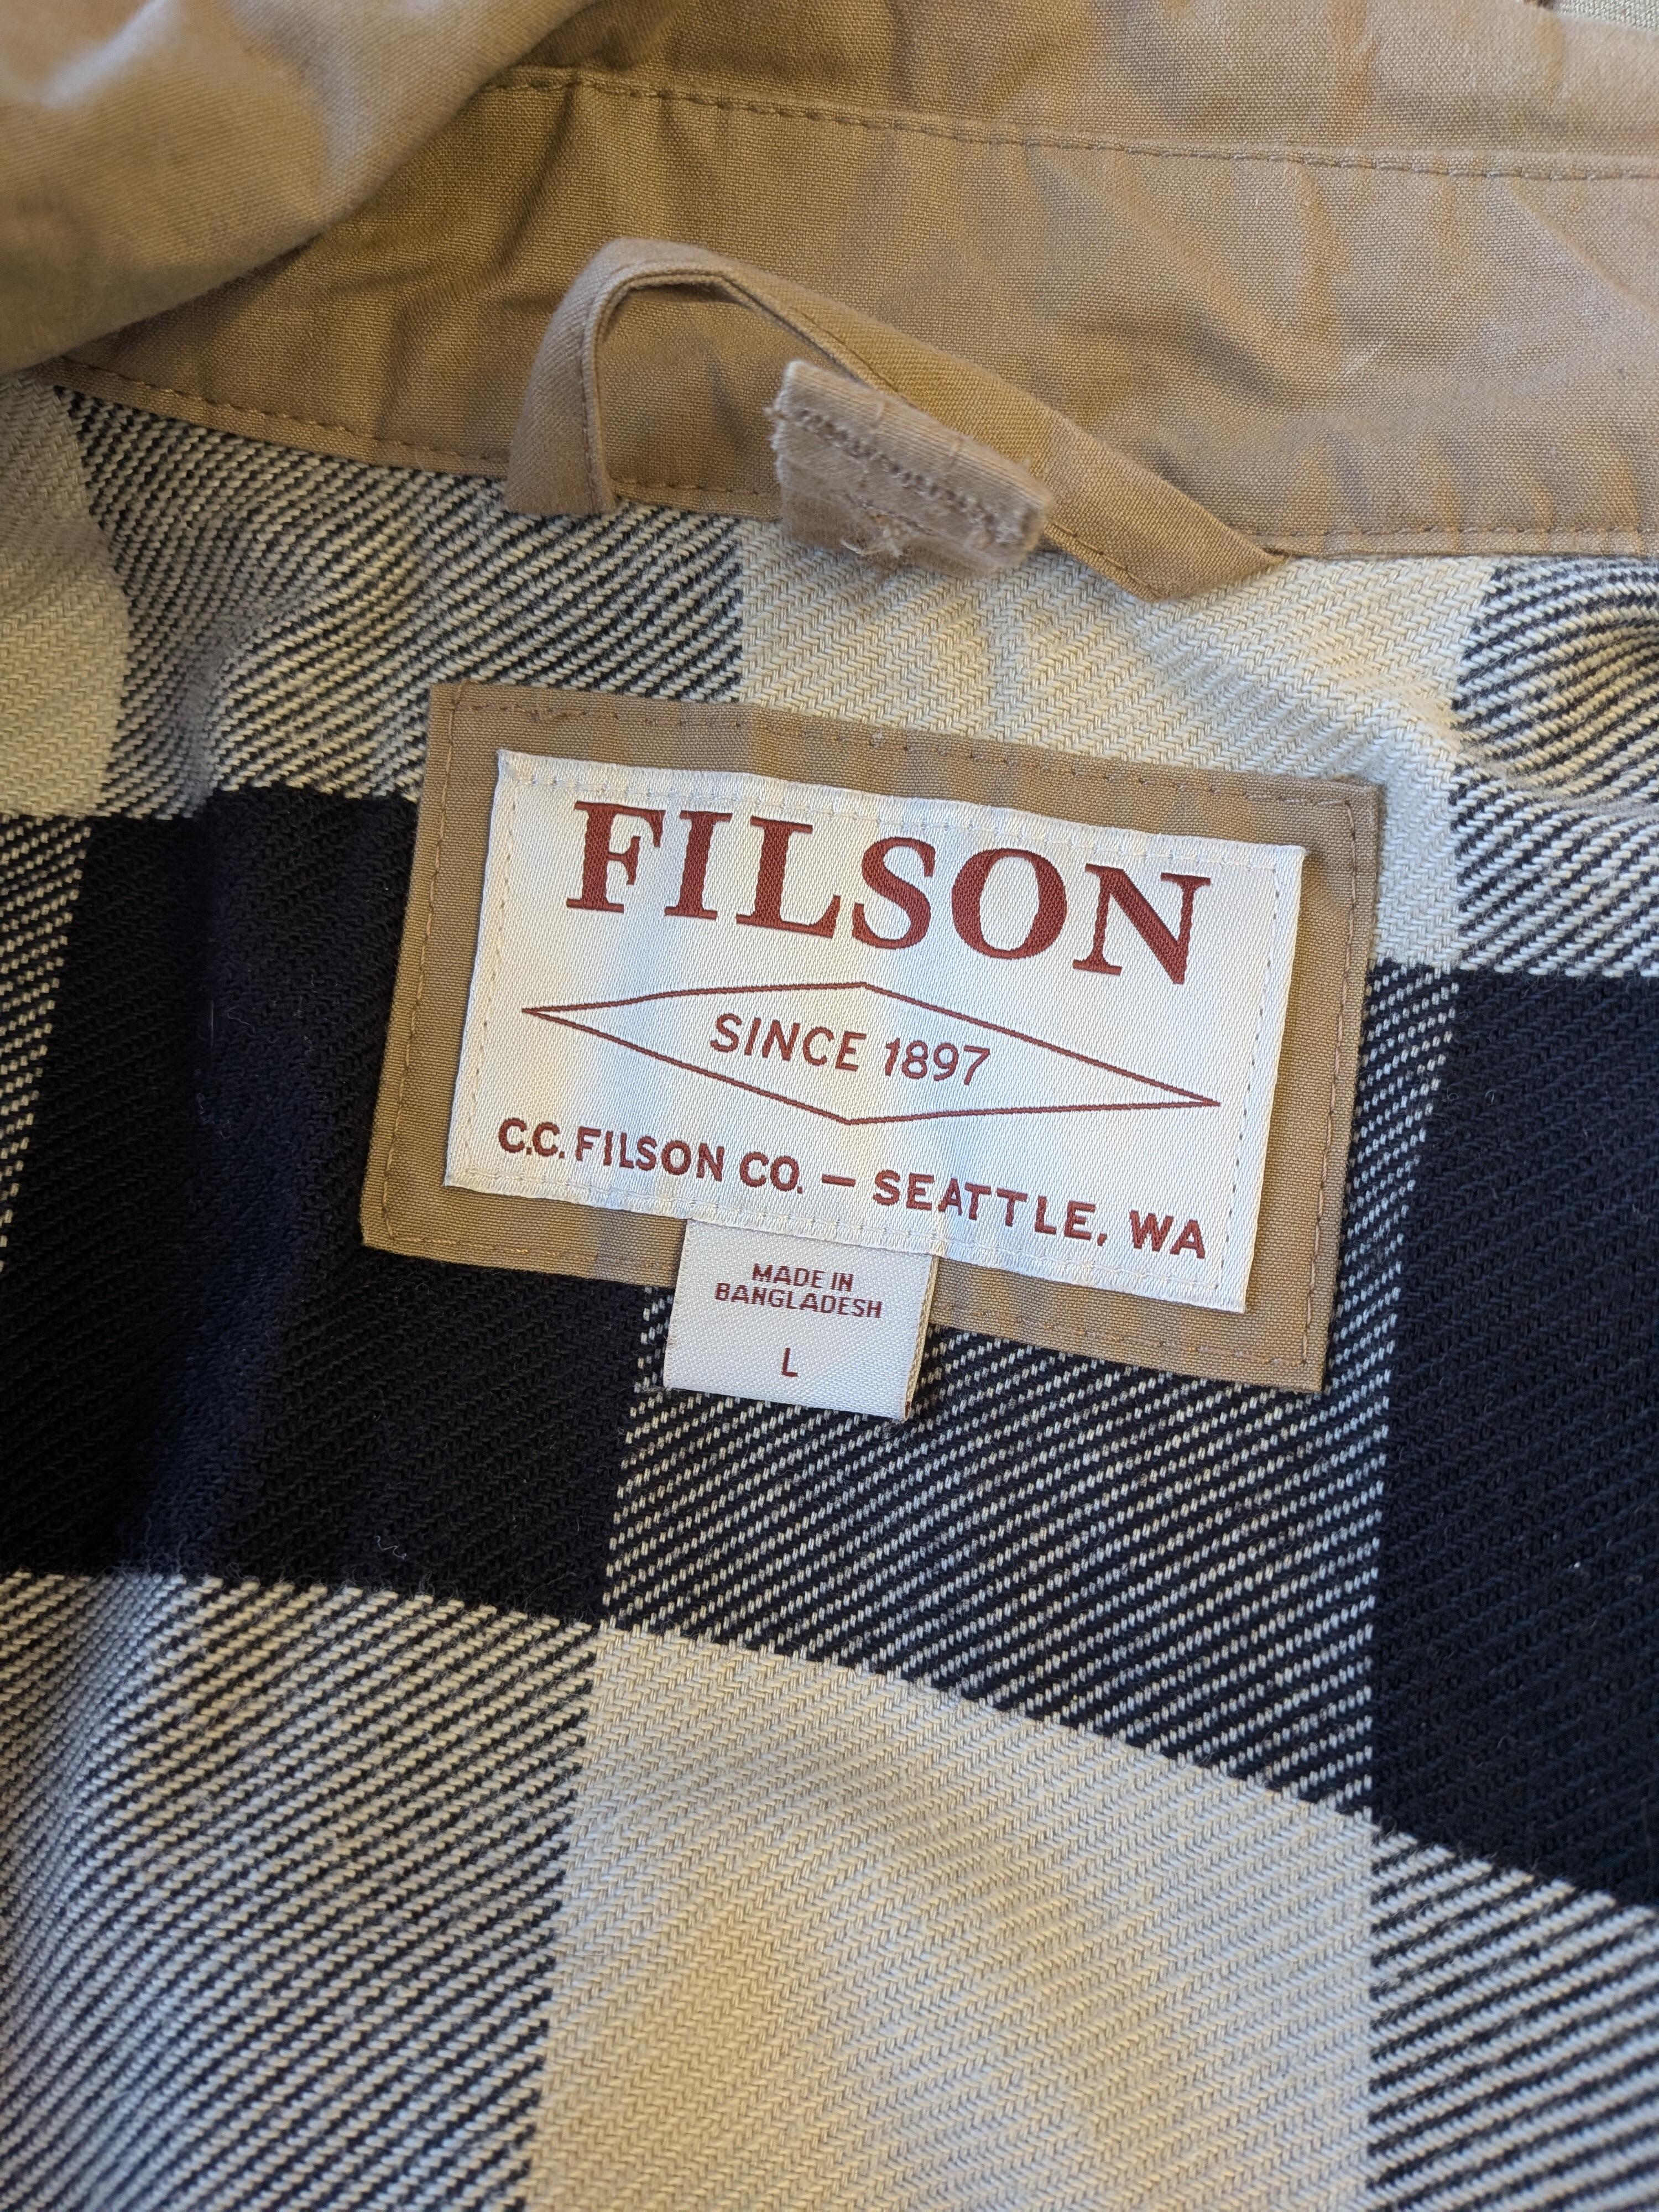 FILSON
SINCE 1897
C.C. FILSON CO. — SEATTLE, WA
MADE IN
BANGLADESH
L